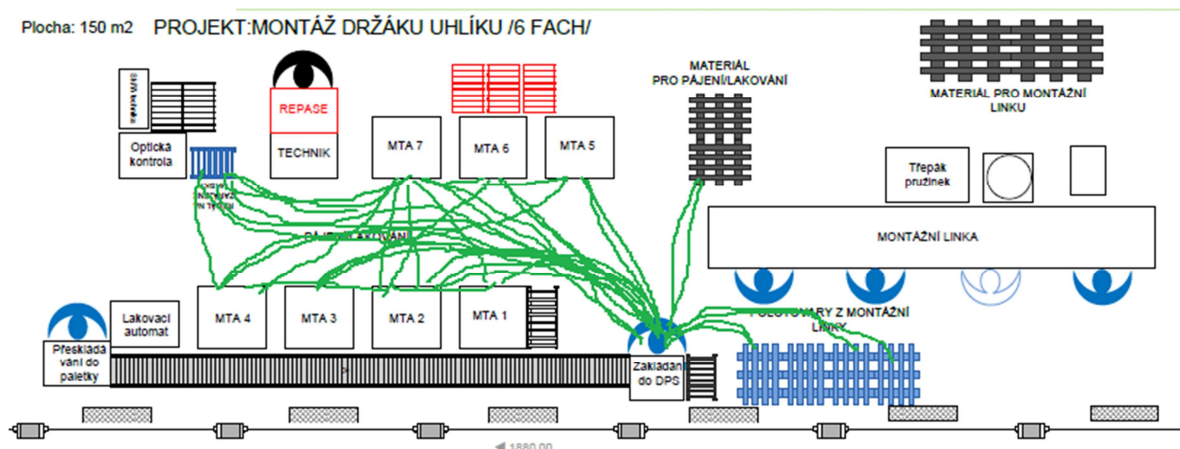 Plocha: 150 m2
PROJEKT:MONTÁŽ DRŽÁKU UHLÍKU /6 FACH/
MATERIÁL
PRO PÁJENÍ/LAKOVÁNÍ
MATERIÁL PRO MONTÁŽNÍ
LINKU
REPASE
TECHNIK
Optická
kontrola
MTA 7
MTA 6
MTA 5
Třepák
pružinek
MONTÁŽNÍ LINKA
MTA 4
MTA 3
MTA 2
MTA 1
Lakovací
automat
Z MONTÁŽNÍ
LINKY
Přeskládá
vání do
paletky
Zakládání
do DPS
1880,00